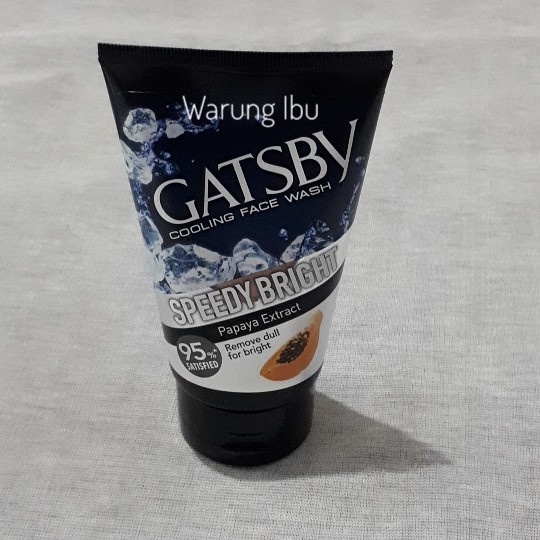 Warung Ibu
GATSBY
COOLING FACE WASH
SPEEDY BRIGHT
Papaya Extract
95%*
SATISFIED
Remove dull
for bright